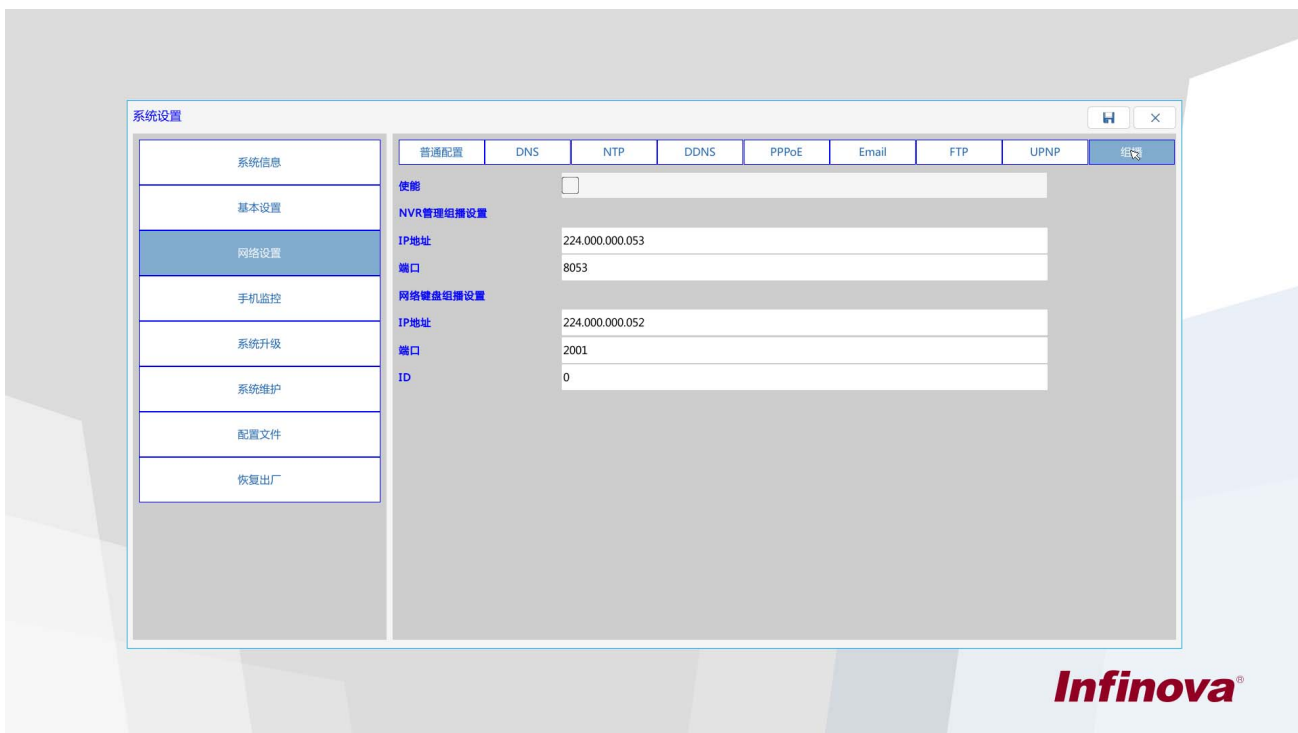 系统设置
系统信息
基本设置
网络设置
手机监控
系统升级
系统维护
配置文件
恢复出厂
普通配置 DNS NTP DDNS PPPoE Email FTP UPNP 组播
使能
NVR管理组播设置
IP地址 224.000.000.053
端口 8053
网络键盘组播设置
IP地址 224.000.000.052
端口 2001
ID 0
Infinova®